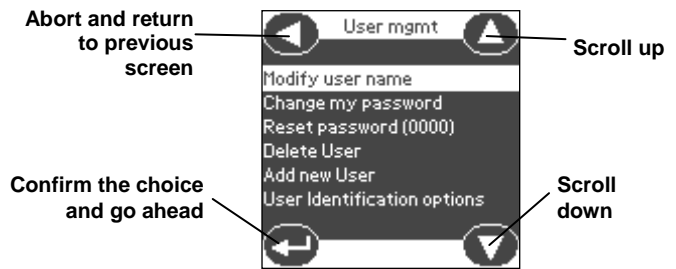 Abort and return
to previous
screen
User mgmt
Scroll up
Modify user name
Change my password
Reset password (0000)
Delete User
Add new User
User Identification options
Confirm the choice
and go ahead
Scroll
down